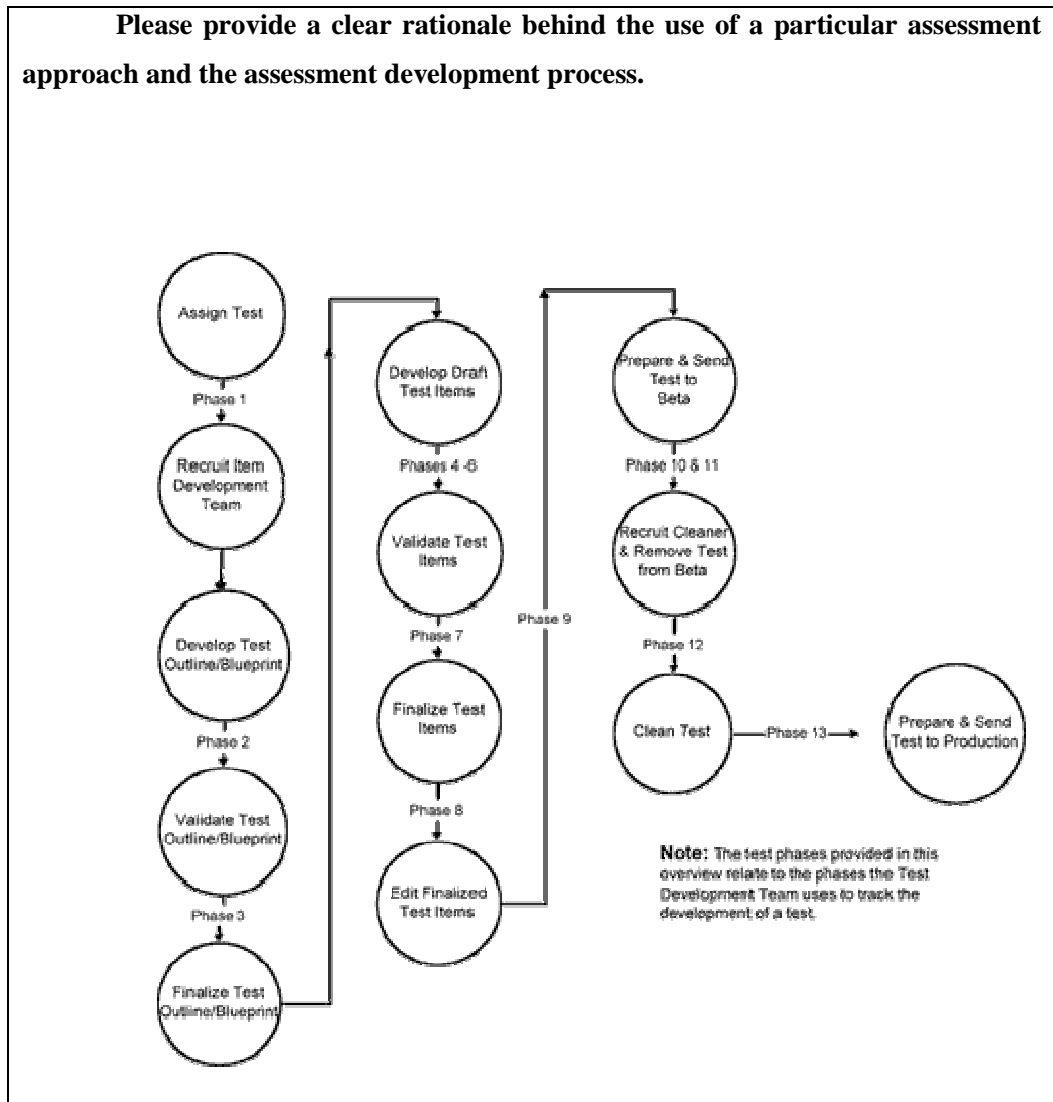 Please provide a clear rationale behind the use of a particular assessment
approach and the assessment development process.
Assign Test
Phase 1
Recruit Item
Development
Team
Develop Test
Outline/Blueprint
Phase 2
Validate Test
Outline/Blueprint
Phase 3
Finalize Test
Outline/Blueprint
Develop Draft
Test Items
Phases 4 -6
Validate Test
Items
Phase 7
Finalize Test
Items
Phase 8
Edit Finalized
Test Items
Phase 9
Prepare & Send
Test to
Beta
Phase 10 & 11
Recruit Cleaner
& Remove Test
from Beta
Phase 12
Clean Test
Phase 13
Prepare & Send
Test to Production
Note: The test phases provided in this
overview relate to the phases the Test
Development Team uses to track the
development of a test.